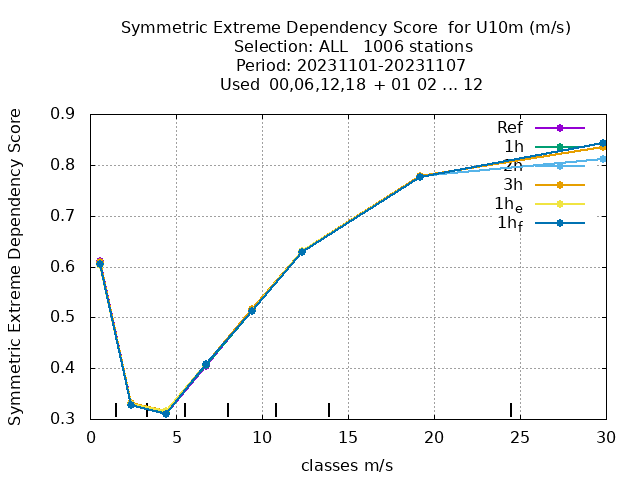 Symmetric Extreme Dependency Score for U10m (m/s)
Selection: ALL 1006 stations
Period: 20231101-20231107
Used 00,06,12,18 + 01 02 ... 12
Symmetric Extreme Dependency Score
0.9
0.8
0.7
0.6
0.5
0.4
0.3
Ref
1h
2h
3h
1he
1hf
0 5 10 15 20 25 30
classes m/s